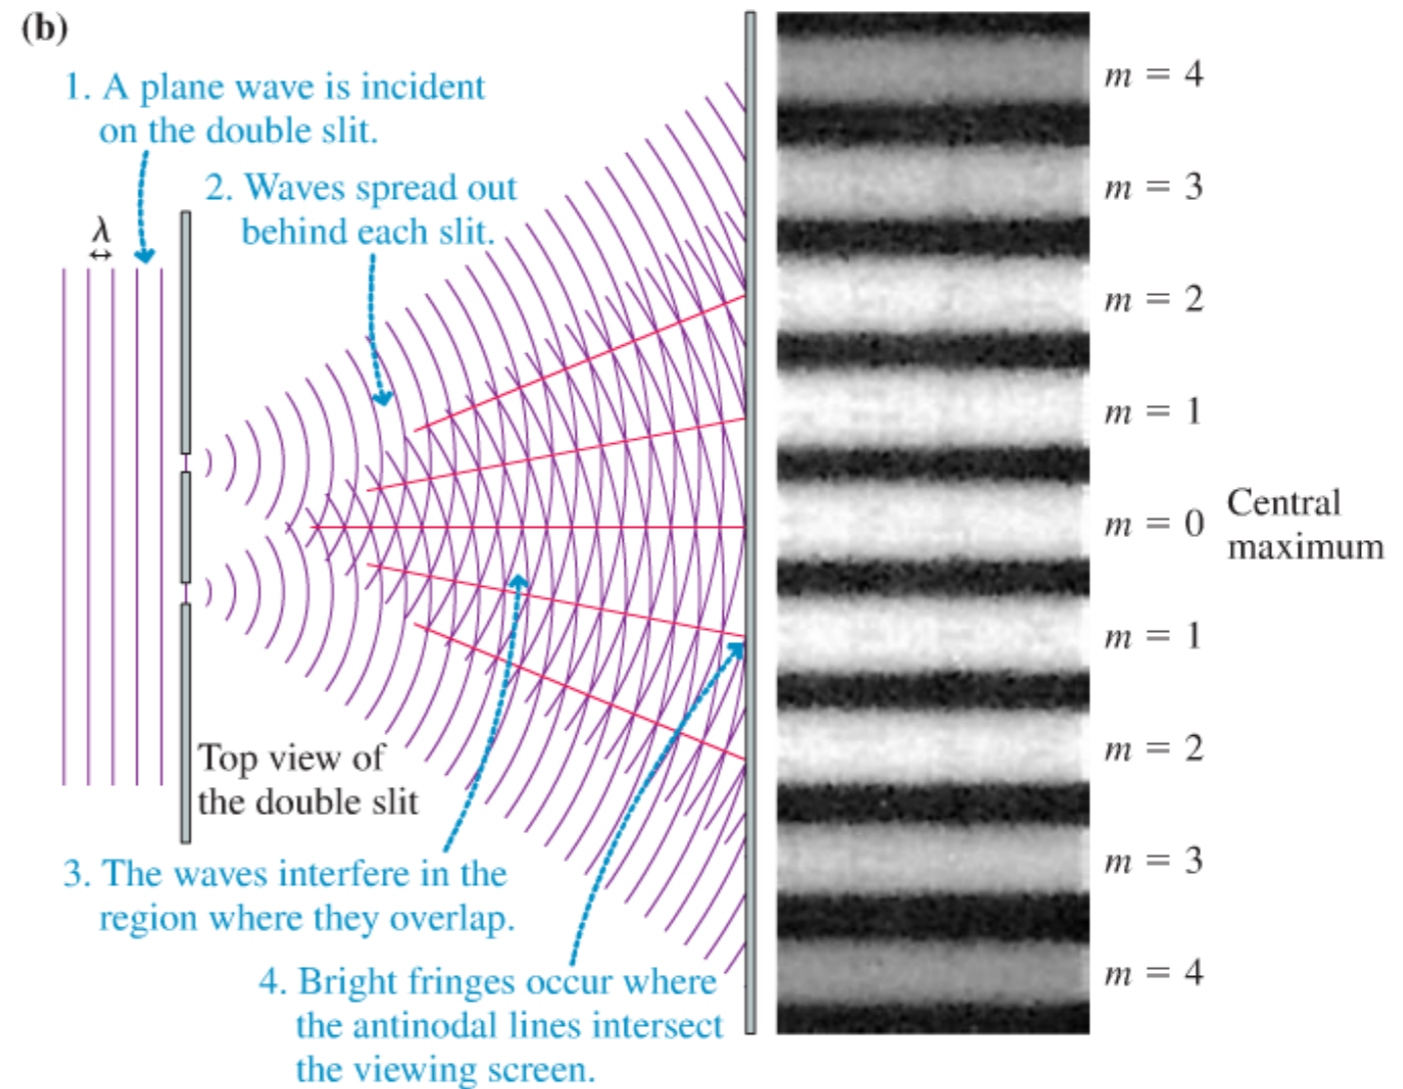 (b)
1. A plane wave is incident
on the double slit.
2. Waves spread out
behind each slit.
λ
Top view of
the double slit
3. The waves interfere in the
region where they overlap.
4. Bright fringes occur where
the antinodal lines intersect
the viewing screen.
m = 4
m = 3
m = 2
m = 1
m = 0
Central
maximum
m = 1
m = 2
m = 3
m = 4